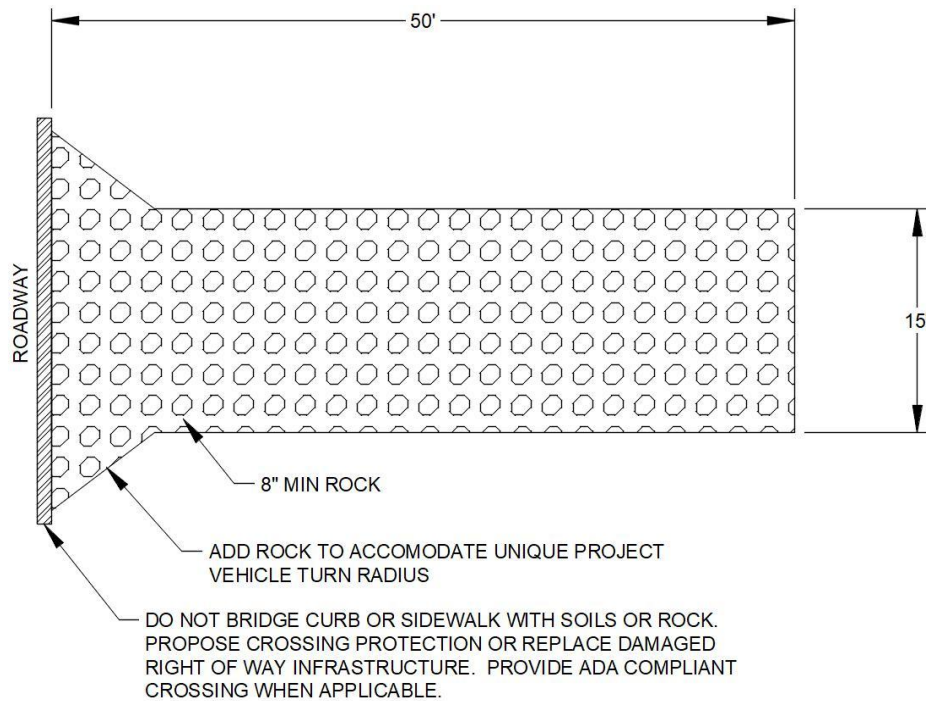 50'
ROADWAY
15'
8" MIN ROCK
ADD ROCK TO ACCOMODATE UNIQUE PROJECT
VEHICLE TURN RADIUS
DO NOT BRIDGE CURB OR SIDEWALK WITH SOILS OR ROCK.
PROPOSE CROSSING PROTECTION OR REPLACE DAMAGED
RIGHT OF WAY INFRASTRUCTURE. PROVIDE ADA COMPLIANT
CROSSING WHEN APPLICABLE.